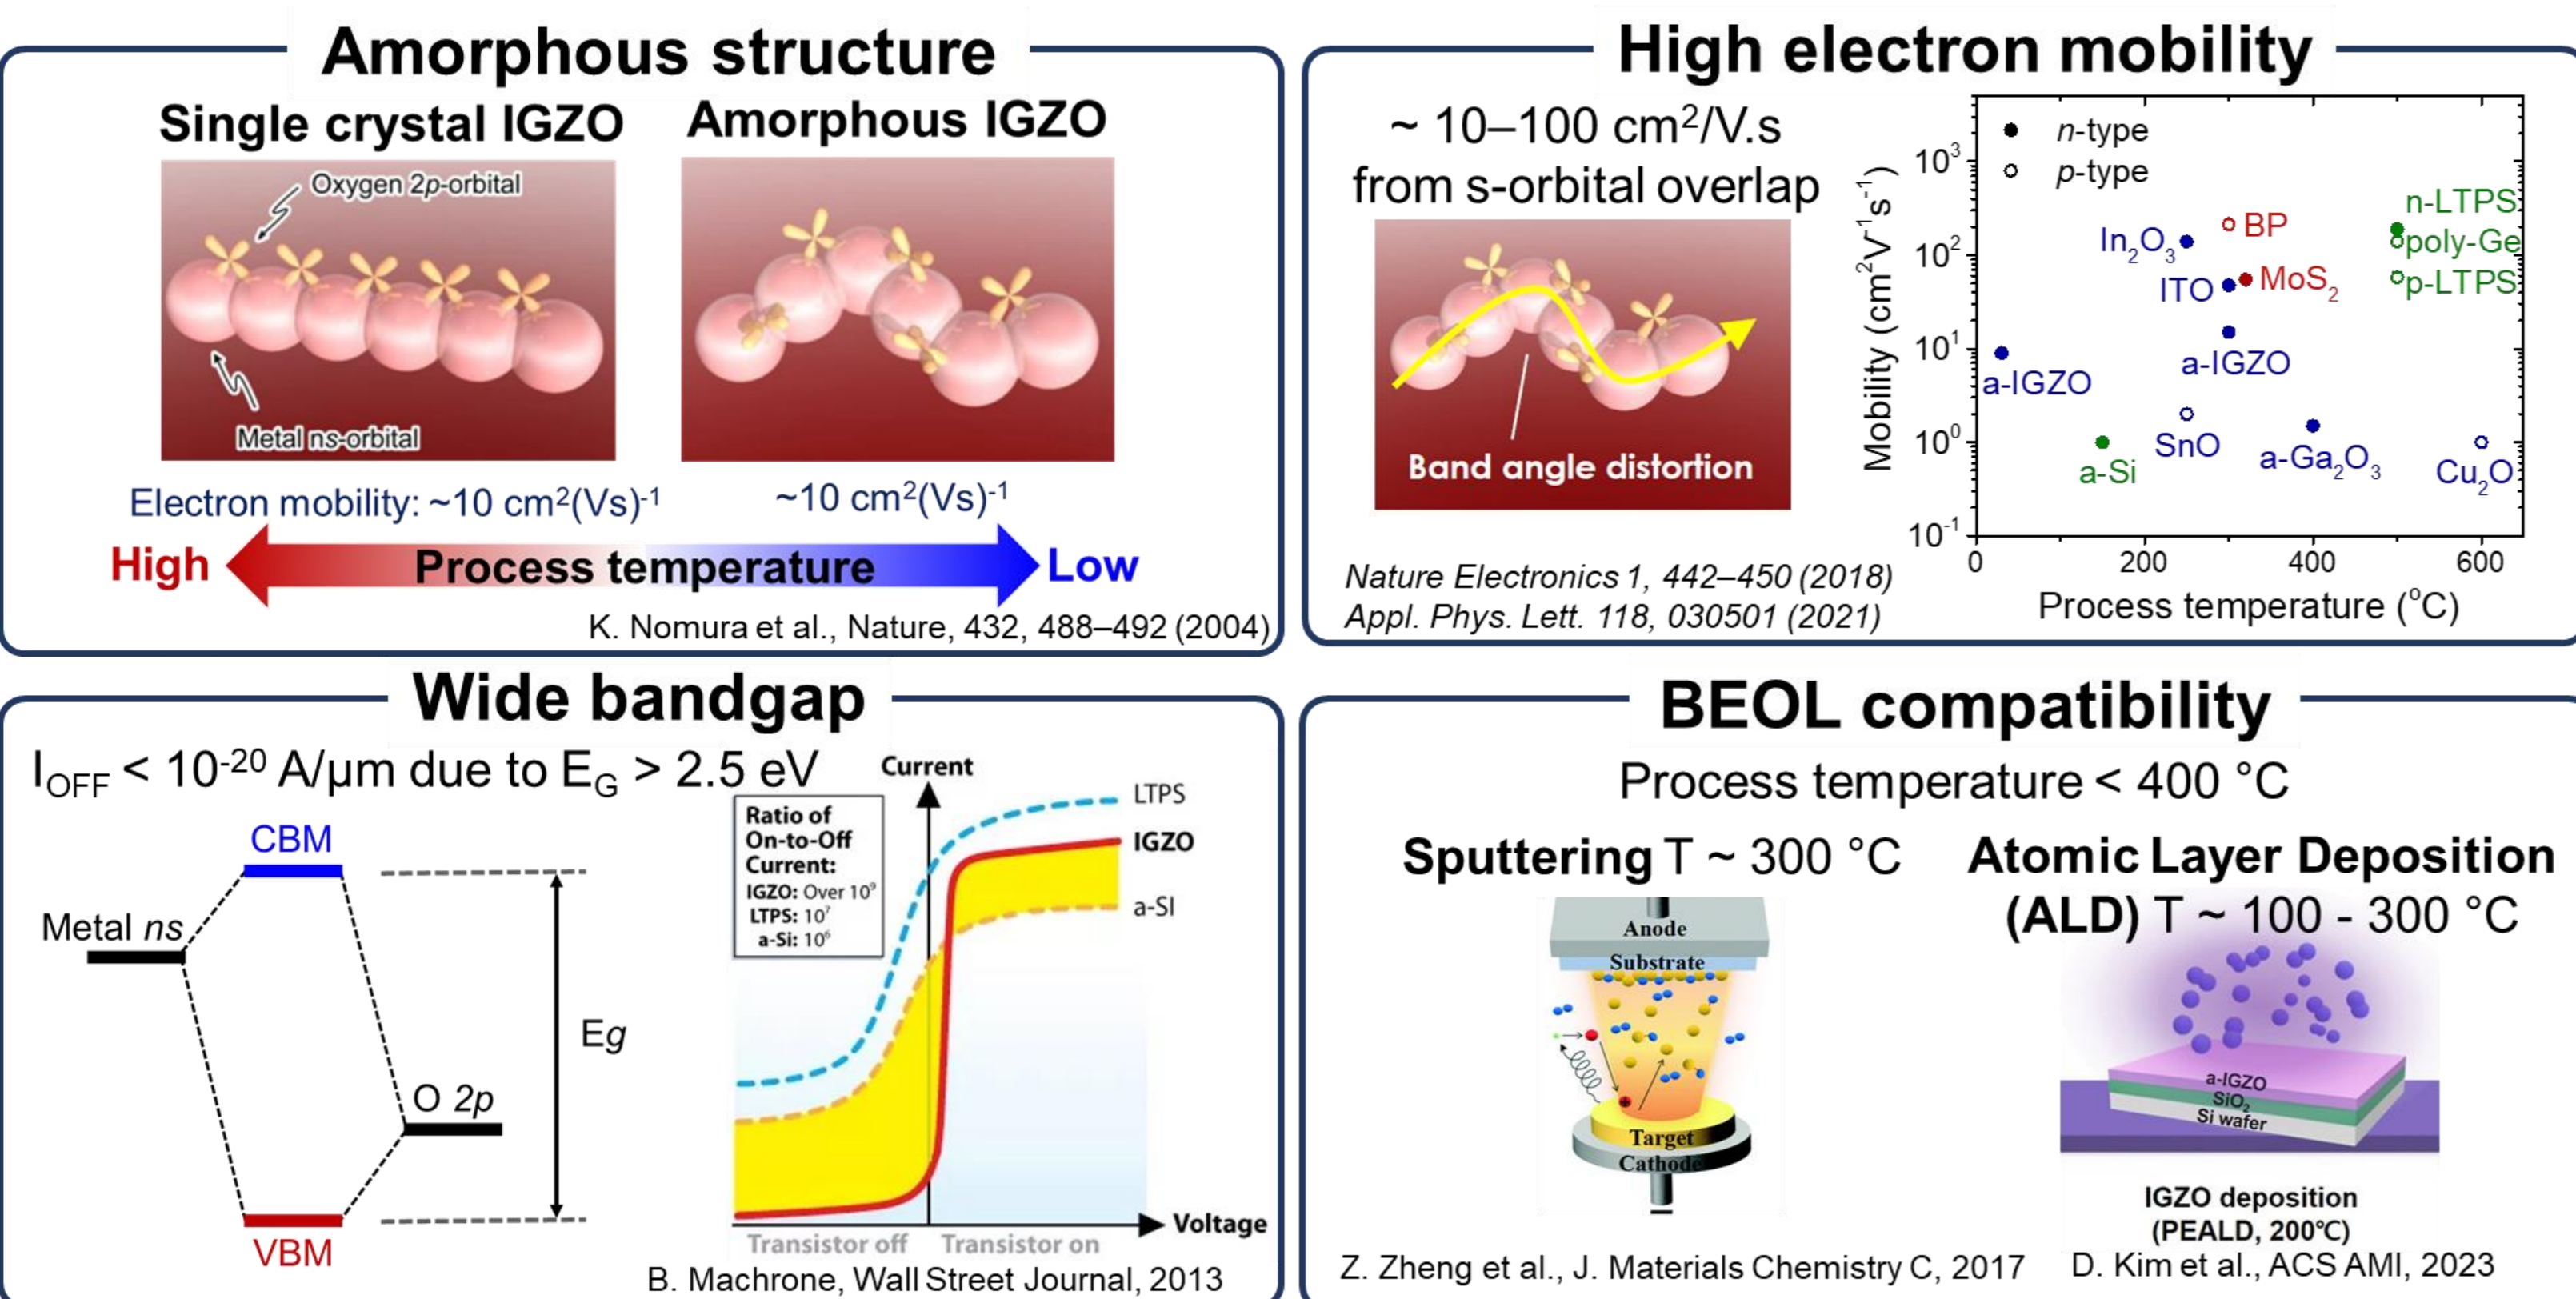 Amorphous structure
Single crystal IGZO
Amorphous IGZO
Oxygen 2p-orbital
Metal ns-orbital
Electron mobility: ~10 cm²(Vs)⁻¹
~10 cm²(Vs)⁻¹
High
Process temperature
Low
K. Nomura et al., Nature, 432, 488–492 (2004)
High electron mobility
~ 10–100 cm²/V.s
from s-orbital overlap
Band angle distortion
Nature Electronics 1, 442–450 (2018)
Appl. Phys. Lett. 118, 030501 (2021)
Mobility (cm²V⁻¹s⁻¹)
10³
10²
10¹
10⁰
10⁻¹
n-type
p-type
n-LTPS
BP
In₂O₃
poly-Ge
ITO
MoS₂
p-LTPS
a-IGZO
a-IGZO
SnO
a-Ga₂O₃
a-Si
Cu₂O
0
200
400
600
Process temperature (°C)
Wide bandgap
I_OFF < 10⁻²⁰ A/μm due to E_G > 2.5 eV
CBM
Metal ns
Eg
O 2p
VBM
Current
Ratio of
On-to-Off
Current:
IGZO: Over 10⁹
LTPS: 10⁷
a-Si: 10⁶
LTPS
IGZO
a-SI
Voltage
Transistor off
Transistor on
B. Machrone, Wall Street Journal, 2013
BEOL compatibility
Process temperature < 400 °C
Sputtering T ~ 300 °C
Anode
Substrate
Target
Cathode
Z. Zheng et al., J. Materials Chemistry C, 2017
Atomic Layer Deposition
(ALD) T ~ 100 - 300 °C
a-IGZO
SiO₂
Si wafer
IGZO deposition
(PEALD, 200℃)
D. Kim et al., ACS AMI, 2023